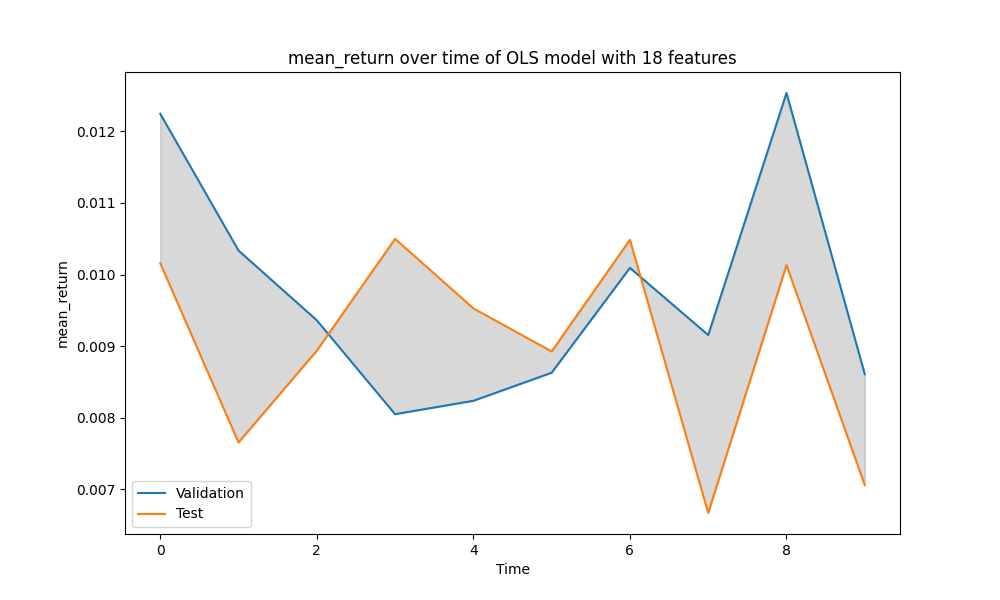 mean_return over time of OLS model with 18 features
0.012
0.011
0.010
0.009
0.008
0.007
mean_return
Validation
Test
0 2 4 6 8
Time